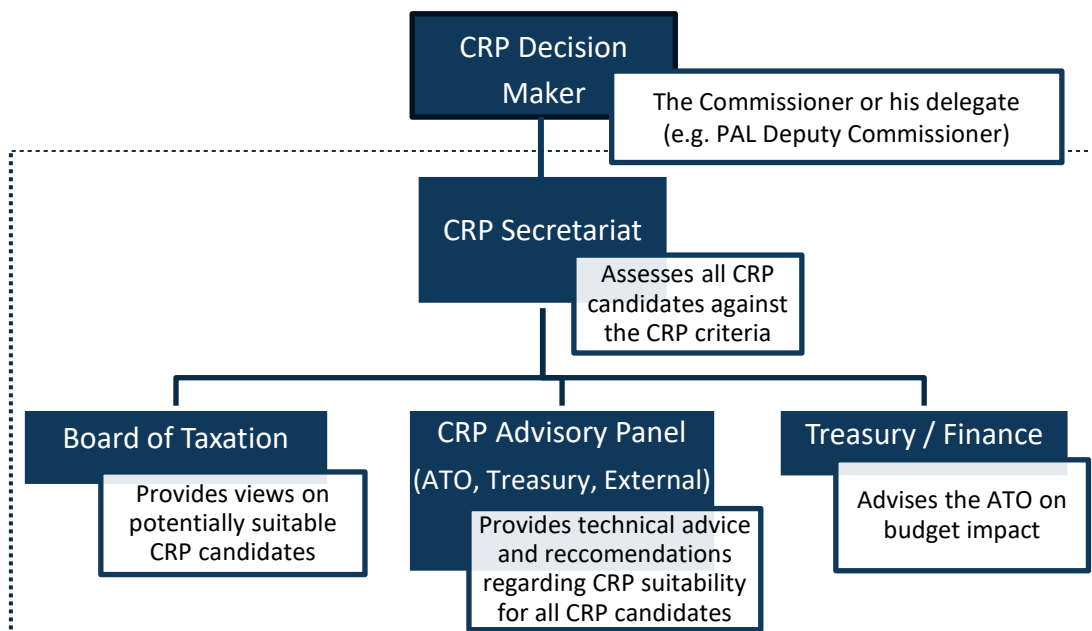 CRP Decision
Maker
The Commissioner or his delegate
(e.g. PAL Deputy Commissioner)
CRP Secretariat
Assesses all CRP
candidates against
the CRP criteria
Board of Taxation
Provides views on
potentially suitable
CRP candidates
CRP Advisory Panel
(ATO, Treasury, External)
Provides technical advice
and reccomendations
regarding CRP suitability
for all CRP candidates
Treasury / Finance
Advises the ATO on
budget impact